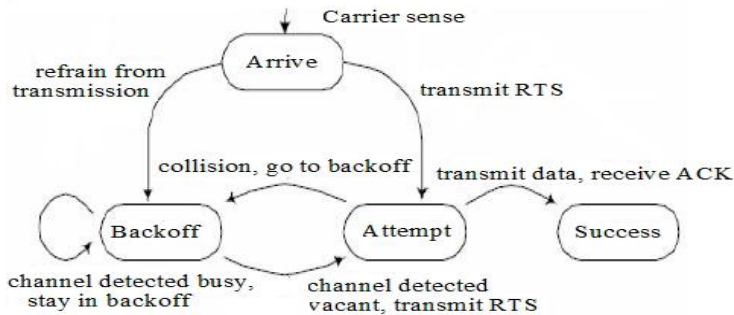 Carrier sense
Arrive
refrain from
transmission
transmit RTS
collision, go to backoff
transmit data, receive ACK
Backoff
Attempt
Success
channel detected busy,
stay in backoff
channel detected
vacant, transmit RTS